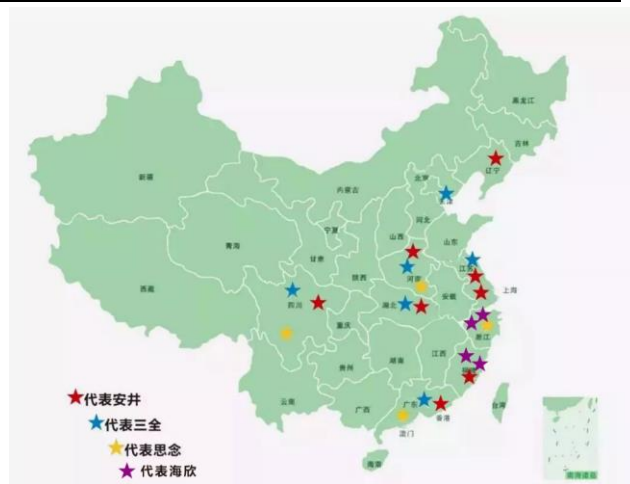 黑龙江
吉林
辽宁
新疆
内蒙古
北京
天津
河北
山西
山东
宁夏
青海
甘肃
陕西
河南
江苏
西藏
四川
重庆
湖北
安徽
上海
浙江
贵州
湖南
江西
福建
云南
广西
广东
香港
澳门
台湾
海南
南海诸岛
代表安井
代表三全
代表思念
代表海欣